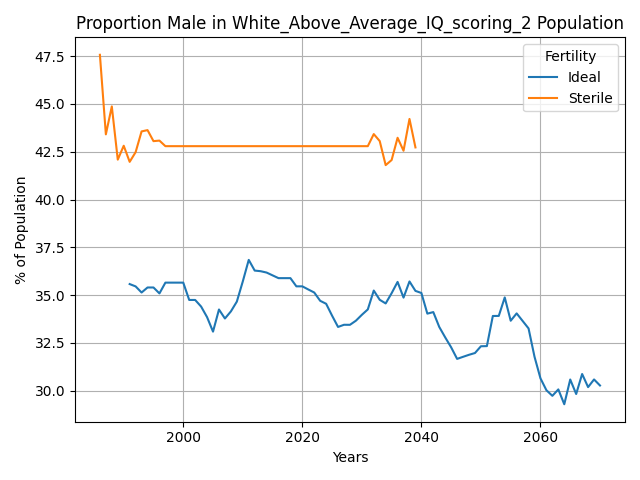 Proportion Male in White_Above_Average_IQ_scoring_2 Population
Fertility
Ideal
Sterile
% of Population
47.5
45.0
42.5
40.0
37.5
35.0
32.5
30.0
2000
2020
2040
2060
Years